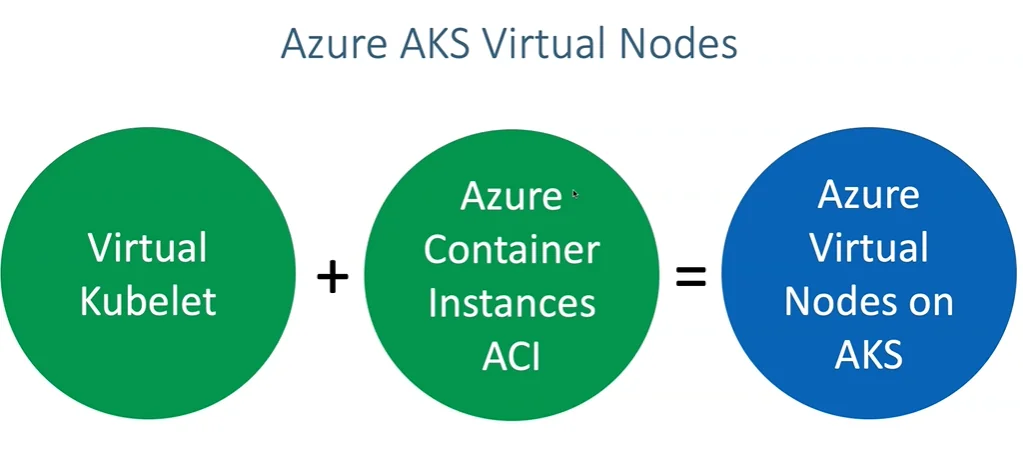 Azure AKS Virtual Nodes
Virtual
Kubelet
+
Azure
Container
Instances
ACI
=
Azure
Virtual
Nodes on
AKS